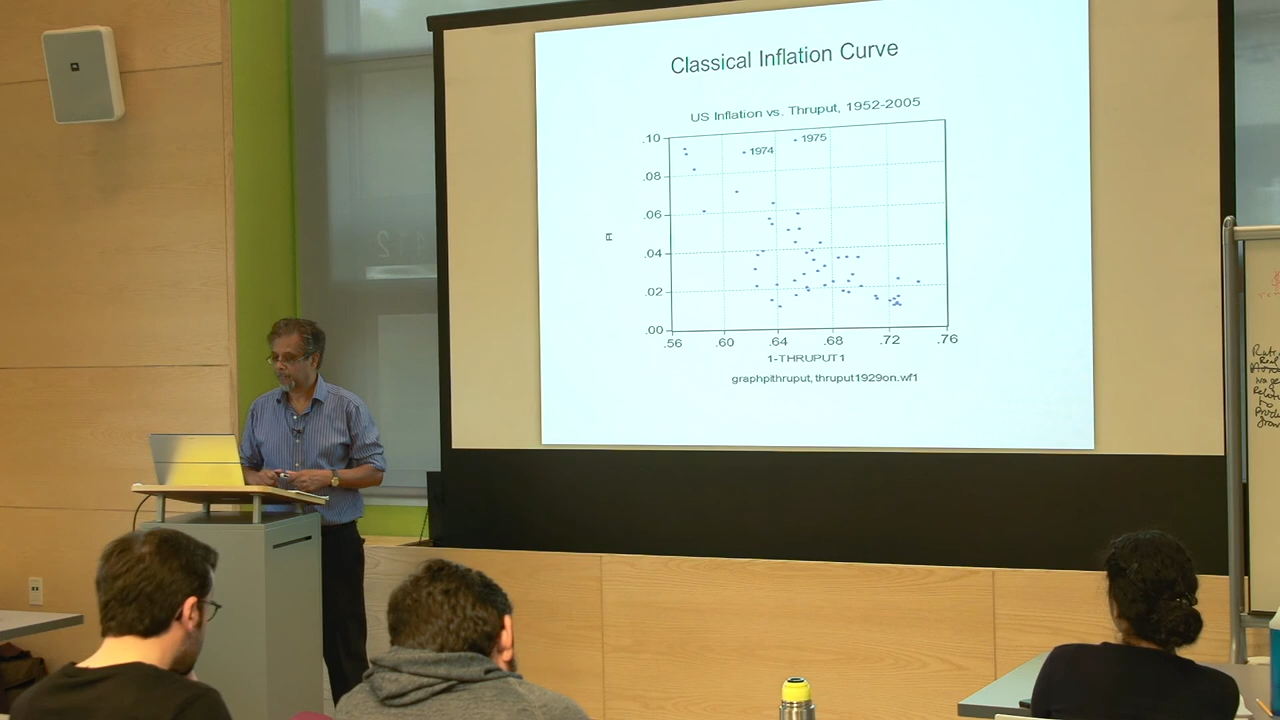 Classical Inflation Curve
US Inflation vs. Thruput, 1952-2005
.10
.08
.06
.04
.02
.00
PI
1975
1974
.56 .60 .64 .68 .72 .76
1-THRUPUT1
graphpithruput, thruput1929on.wf1